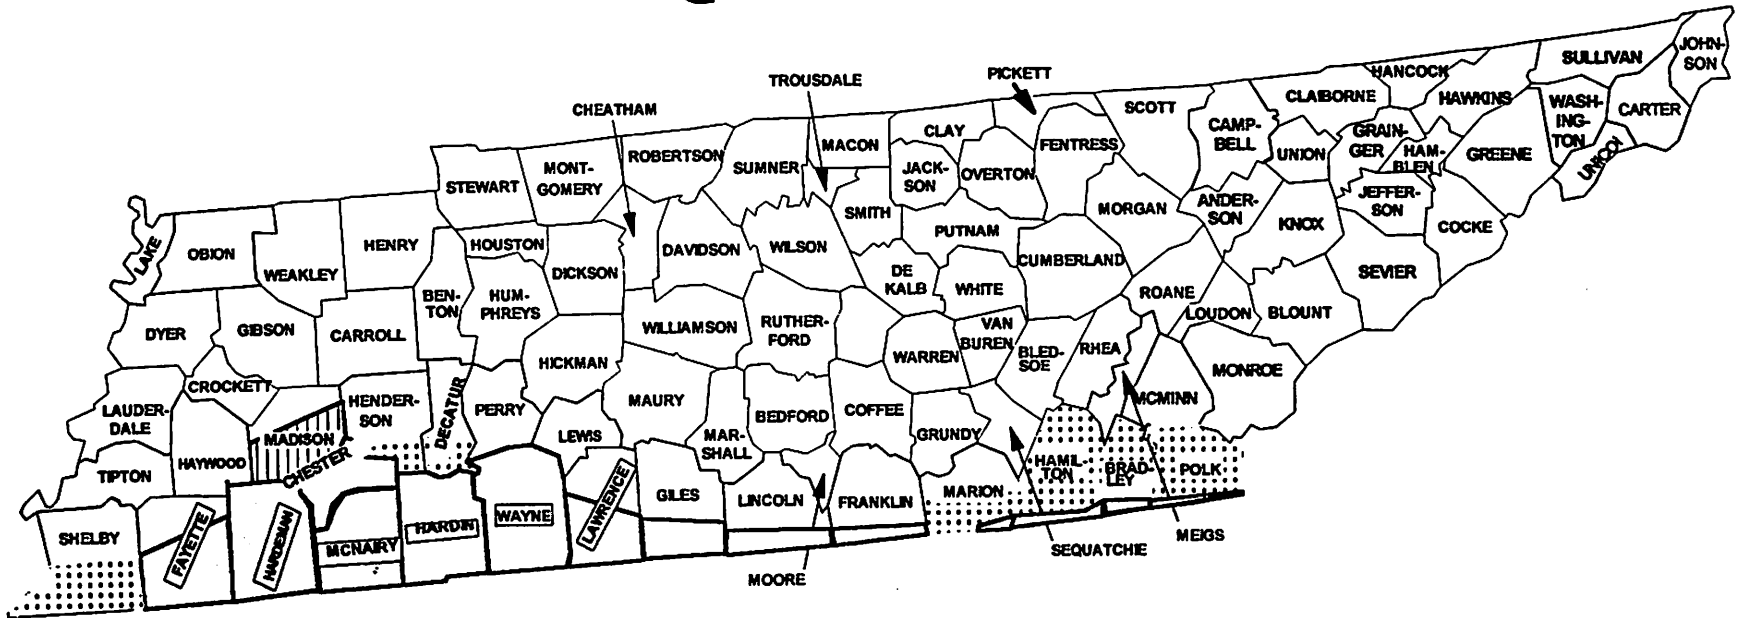 TROUSDALE
PICKETT
CHEATHAM
JOHN-
SON
SULLIVAN
HANCOCK
CLAIBORNE
HAWKINS
WASH-
ING-
TON
CARTER
UNICOI
SCOTT
CAMP-
BELL
UNION
GRAIN-
GER
HAM-
BLEN
GREENE
JEFFER-
SON
COCKE
CLAY
MACON
FENTRESS
JACK-
SON
OVERTON
ROBERTSON
SUMNER
MONT-
GOMERY
STEWART
SMITH
PUTNAM
MORGAN
ANDER-
SON
KNOX
SEVIER
LAKE
OBION
WEAKLEY
HENRY
HOUSTON
DICKSON
DAVIDSON
WILSON
DE
KALB
WHITE
CUMBERLAND
ROANE
LOUDON
BLOUNT
BEN-
TON
HUM-
PHREYS
DYER
GIBSON
CARROLL
WILLIAMSON
RUTHER-
FORD
WARREN
VAN
BUREN
BLED-
SOE
RHEA
MCMINN
MONROE
HICKMAN
CROCKETT
LAUDER-
DALE
HENDER-
SON
DECATUR
PERRY
MAURY
BEDFORD
COFFEE
GRUNDY
MADISON
LEWIS
MAR-
SHALL
TIPTON
HAYWOOD
CHESTER
HAMIL-
TON
BRAD-
LEY
POLK
MARION
GILES
LINCOLN
FRANKLIN
SHELBY
FAYETTE
HARDEMAN
MCNAIRY
HARDIN
WAYNE
LAWRENCE
MOORE
SEQUATCHIE
MEIGS